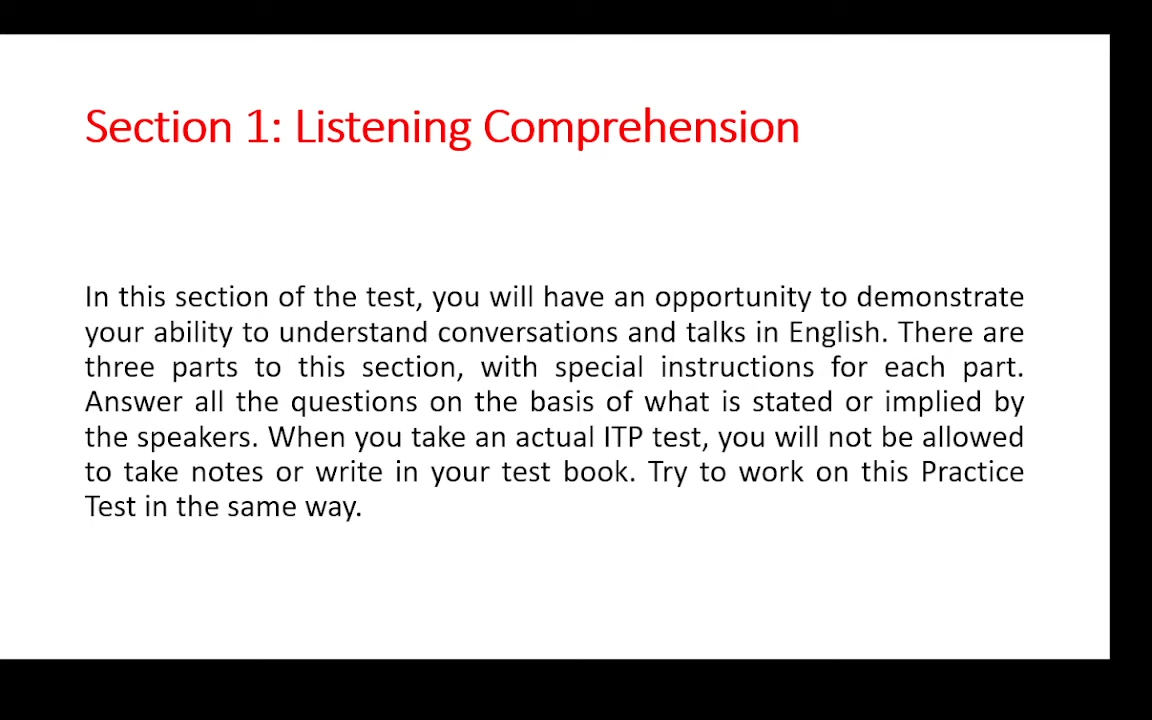 Section 1: Listening Comprehension
In this section of the test, you will have an opportunity to demonstrate
your ability to understand conversations and talks in English. There are
three parts to this section, with special instructions for each part.
Answer all the questions on the basis of what is stated or implied by
the speakers. When you take an actual ITP test, you will not be allowed
to take notes or write in your test book. Try to work on this Practice
Test in the same way.